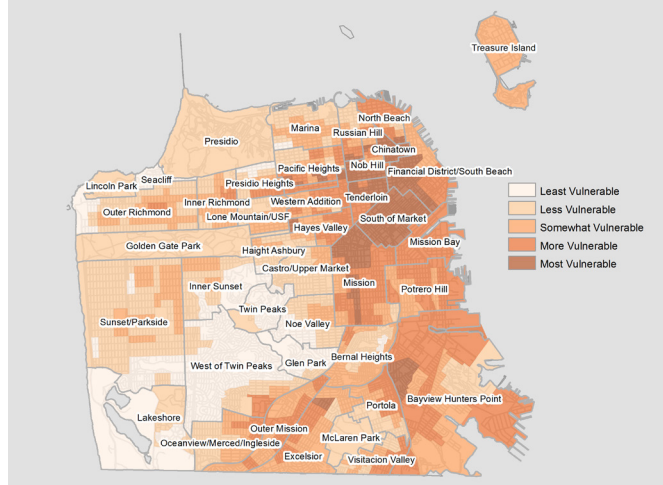 Treasure Island
North Beach
Marina
Russian Hill
Presidio
Chinatown
Nob Hill
Pacific Heights
Financial District/South Beach
Seacliff
Lincoln Park
Presidio Heights
Tenderloin
Inner Richmond
Western Addition
Outer Richmond
Lone Mountain/USF
South of Market
Hayes Valley
Mission Bay
Golden Gate Park
Haight Ashbury
Castro/Upper Market
Inner Sunset
Mission
Potrero Hill
Twin Peaks
Sunset/Parkside
Noe Valley
Bernal Heights
Glen Park
West of Twin Peaks
Bayview Hunters Point
Portola
Lakeshore
Outer Mission
McLaren Park
Oceanview/Merced/Ingleside
Excelsior
Visitacion Valley
Least Vulnerable
Less Vulnerable
Somewhat Vulnerable
More Vulnerable
Most Vulnerable